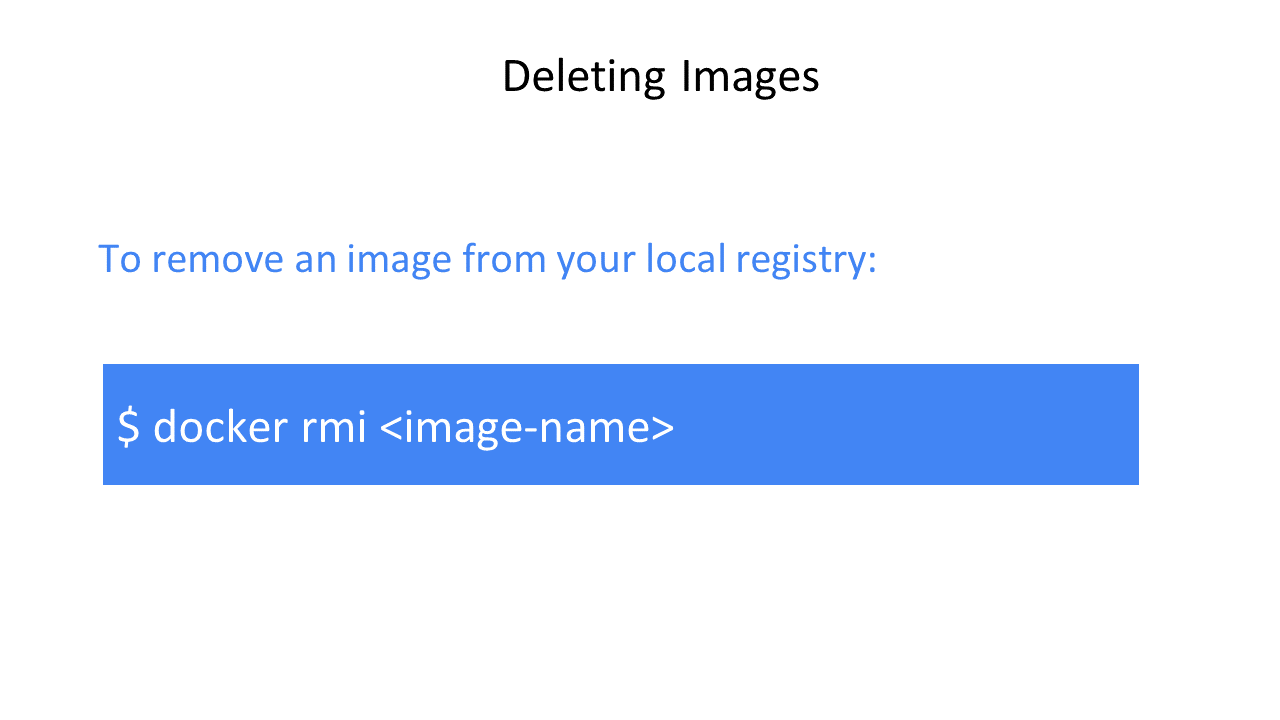 Deleting Images
To remove an image from your local registry:
$ docker rmi <image-name>